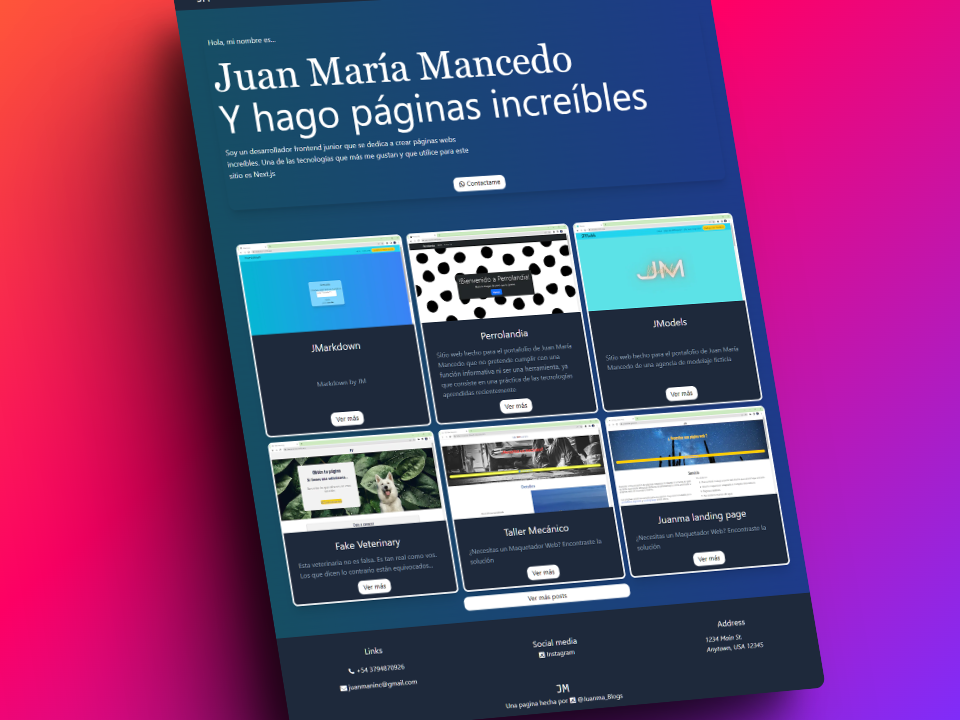 Hola, mi nombre es...
Juan María Mancedo
Y hago páginas increíbles
Soy un desarrollador frontend junior que se dedica a crear páginas webs
increíbles. Una de las tecnologías que más me gustan y que utilice para este
sitio es Next.js
Contectame
JM
¡Bienvenido a Perrolandia!
JMarkdown
Markdown by JM
Ver más
Perrolandia
Sitio web hecho para el portafolio de Juan María
Mancedo que no pretende cumplir con una
función informativa ni ser una herramienta, ya
que consiste en una práctica de las tecnologías
aprendidas recientemente
Ver más
JModels
Sitio web hecho para el portafolio de Juan María
Mancedo de una agencia de modelaje ficticia
Ver más
Obtén tu página
Fake Veterinary
Esta veterinaria no es falsa. Es tan real como vos.
Los que dicen lo contrario están equivocados...
Ver más
Taller Mecánico
¿Necesitas un Maquetador Web? Encontraste la
solución
Ver más
Juanma landing page
¿Necesitas un Maquetador Web? Encontraste la
solución
Ver más
Ver más posts
Links
+54 3794876926
juanmaninc@gmail.com
Social media
Instagram
Address
1234 Main St.
Anytown, USA 12345
JM
Una pagina hecha por @Juanma_Blogs